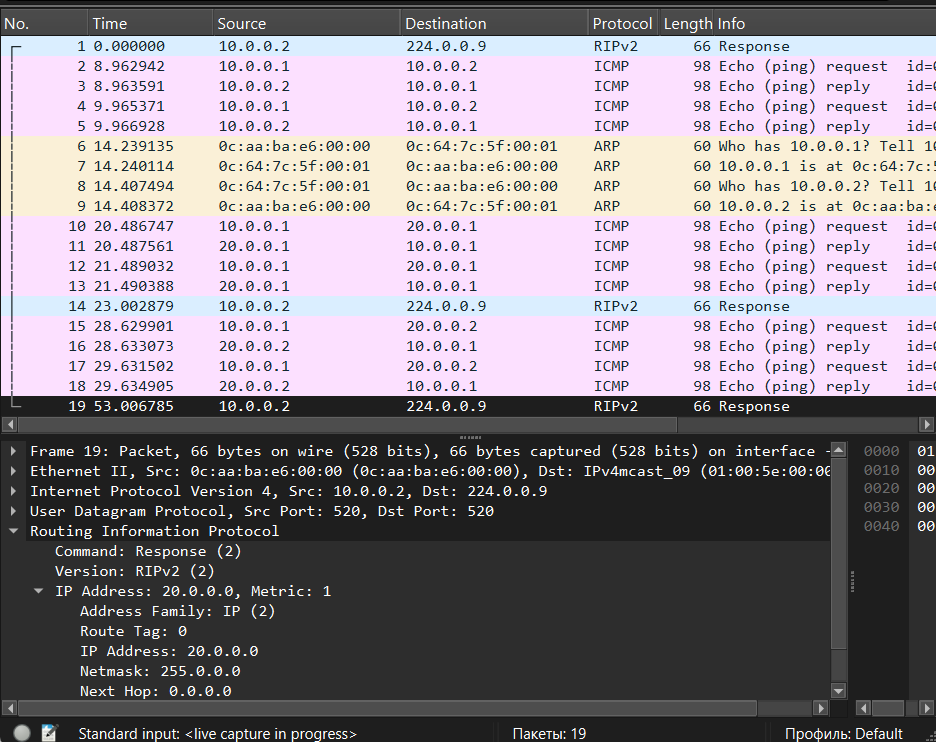 No. Time Source Destination Protocol Length Info
1 0.000000 10.0.0.2 224.0.0.9 RIPv2 66 Response
2 8.962942 10.0.0.1 10.0.0.2 ICMP 98 Echo (ping) request id=0
3 8.963591 10.0.0.2 10.0.0.1 ICMP 98 Echo (ping) reply id=0
4 9.965371 10.0.0.1 10.0.0.2 ICMP 98 Echo (ping) request id=0
5 9.966928 10.0.0.2 10.0.0.1 ICMP 98 Echo (ping) reply id=0
6 14.239135 0c:aa:ba:e6:00:00 0c:64:7c:5f:00:01 ARP 60 Who has 10.0.0.1? Tell 10
7 14.240114 0c:64:7c:5f:00:01 0c:aa:ba:e6:00:00 ARP 60 10.0.0.1 is at 0c:64:7c:5
8 14.407494 0c:64:7c:5f:00:01 0c:aa:ba:e6:00:00 ARP 60 Who has 10.0.0.2? Tell 10
9 14.408372 0c:aa:ba:e6:00:00 0c:64:7c:5f:00:01 ARP 60 10.0.0.2 is at 0c:aa:ba:e
10 20.486747 10.0.0.1 20.0.0.1 ICMP 98 Echo (ping) request id=0
11 20.487561 20.0.0.1 10.0.0.1 ICMP 98 Echo (ping) reply id=0
12 21.489032 10.0.0.1 20.0.0.1 ICMP 98 Echo (ping) request id=0
13 21.490388 20.0.0.1 10.0.0.1 ICMP 98 Echo (ping) reply id=0
14 23.002879 10.0.0.2 224.0.0.9 RIPv2 66 Response
15 28.629901 10.0.0.1 20.0.0.2 ICMP 98 Echo (ping) request id=0
16 28.633073 20.0.0.2 10.0.0.1 ICMP 98 Echo (ping) reply id=0
17 29.631502 10.0.0.1 20.0.0.2 ICMP 98 Echo (ping) request id=0
18 29.634905 20.0.0.2 10.0.0.1 ICMP 98 Echo (ping) reply id=0
19 53.006785 10.0.0.2 224.0.0.9 RIPv2 66 Response
Frame 19: Packet, 66 bytes on wire (528 bits), 66 bytes captured (528 bits) on interface -
Ethernet II, Src: 0c:aa:ba:e6:00:00 (0c:aa:ba:e6:00:00), Dst: IPv4mcast_09 (01:00:5e:00:00
Internet Protocol Version 4, Src: 10.0.0.2, Dst: 224.0.0.9
User Datagram Protocol, Src Port: 520, Dst Port: 520
Routing Information Protocol
Command: Response (2)
Version: RIPv2 (2)
IP Address: 20.0.0.0, Metric: 1
Address Family: IP (2)
Route Tag: 0
IP Address: 20.0.0.0
Netmask: 255.0.0.0
Next Hop: 0.0.0.0
0000 01
0010 00
0020 00
0030 00
0040 00
Standard input: <live capture in progress> Пакеты: 19 Профиль: Default